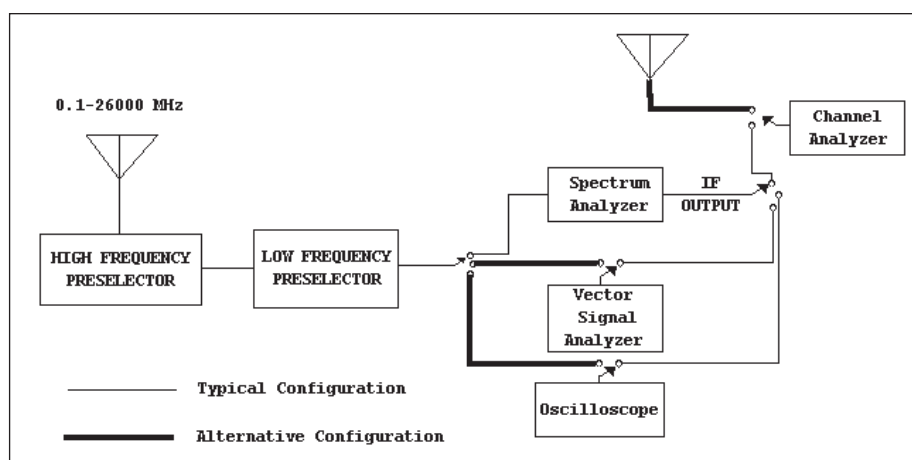 0.1-26000 MHz
Channel
Analyzer
Spectrum
Analyzer
IF
OUTPUT
HIGH FREQUENCY
PRESELECTOR
LOW FREQUENCY
PRESELECTOR
Vector
Signal
Analyzer
Typical Configuration
Oscilloscope
Alternative Configuration